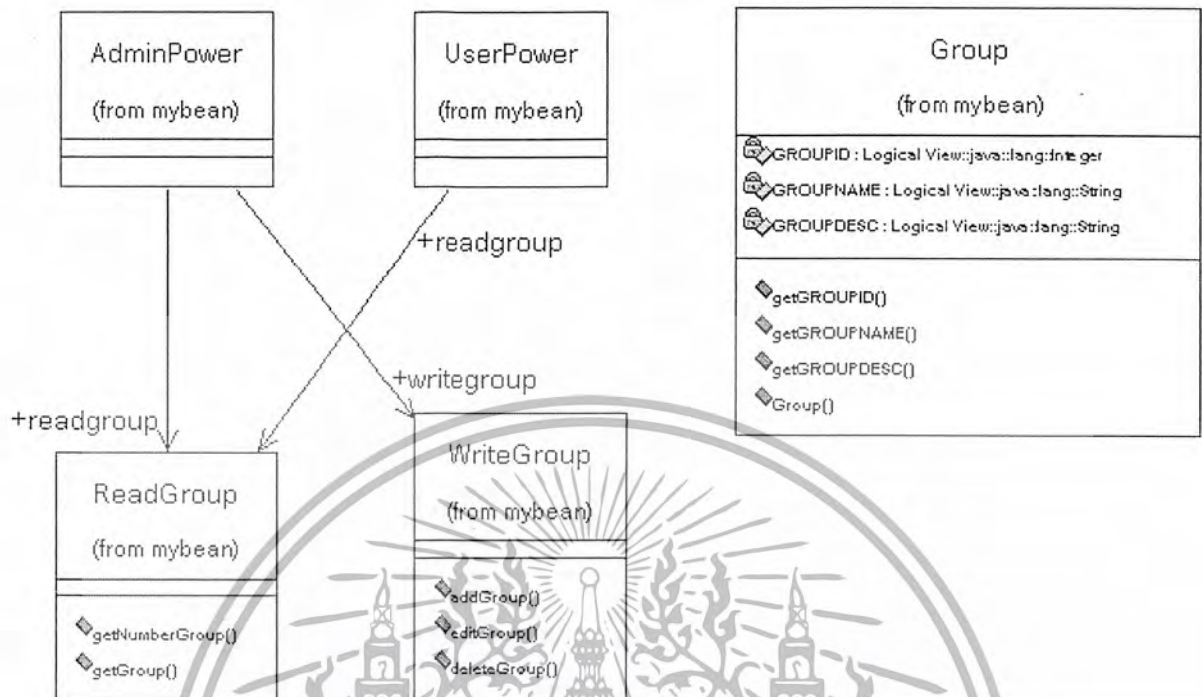 AdminPower
(from mybean)
UserPower
(from mybean)
Group
(from mybean)
GROUPID : Logical View::java::lang::Integer
GROUPNAME : Logical View::java::lang::String
GROUPDESC : Logical View::java::lang::String
getGROUPID()
getGROUPNAME()
getGROUPDESC()
Group()
+readgroup
+writegroup
+readgroup
ReadGroup
(from mybean)
getNumberGroup()
getGroup()
WriteGroup
(from mybean)
addGroup()
editGroup()
deleteGroup()